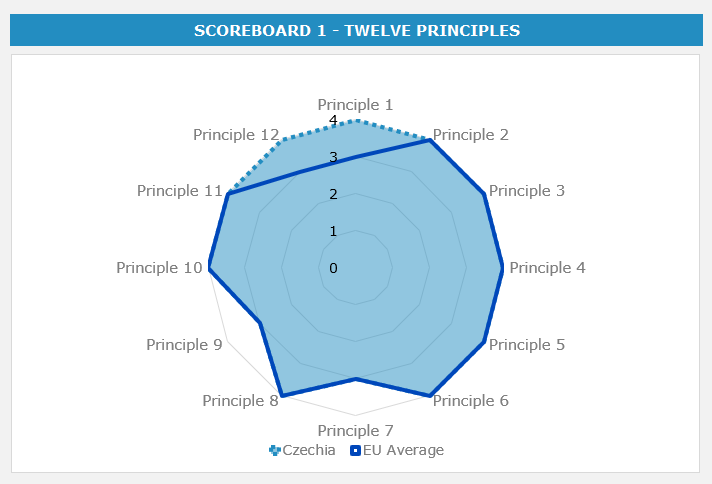 SCOREBOARD 1 - TWELVE PRINCIPLES
Principle 1
4
Principle 12
Principle 2
3
Principle 11
2
Principle 3
1
Principle 10
0
Principle 4
Principle 9
Principle 5
Principle 8
Principle 6
Principle 7
Czechia
EU Average